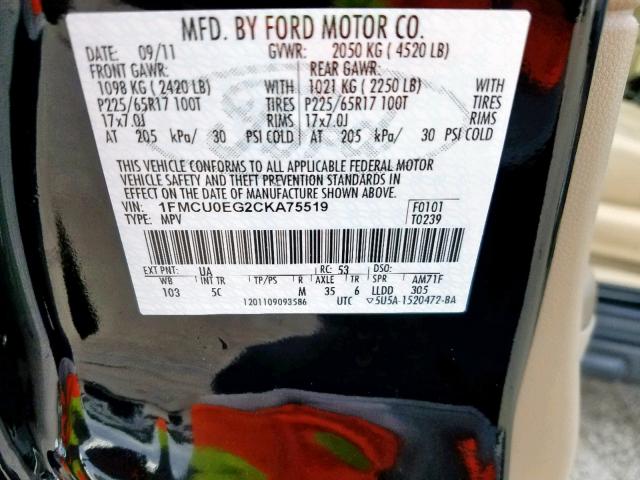 MFD. BY FORD MOTOR CO.
DATE: 09/11 GVWR: 2050 KG ( 4520 LB)
FRONT GAWR: REAR GAWR:
1098 KG ( 2420 LB) WITH 1021 KG ( 2250 LB) WITH
P225/65R17 100T TIRES P225/65R17 100T TIRES
17x7.0J RIMS 17x7.0J RIMS
AT 205 kPa/ 30 PSI COLD AT 205 kPa/ 30 PSI COLD
THIS VEHICLE CONFORMS TO ALL APPLICABLE FEDERAL MOTOR
VEHICLE SAFETY AND THEFT PREVENTION STANDARDS IN
EFFECT ON THE DATE OF MANUFACTURE SHOWN ABOVE.
VIN: 1FMCU0EG2CKA75519 F0101
TYPE: MPV T0239
EXT PNT: UA RC: 53 DSO:
WB INT TR TP/PS R AXLE TR SPR AM71F
103 5C M 35 6 LLDD 305
1201109093586 UTC ▽5U5A-1520472-BA